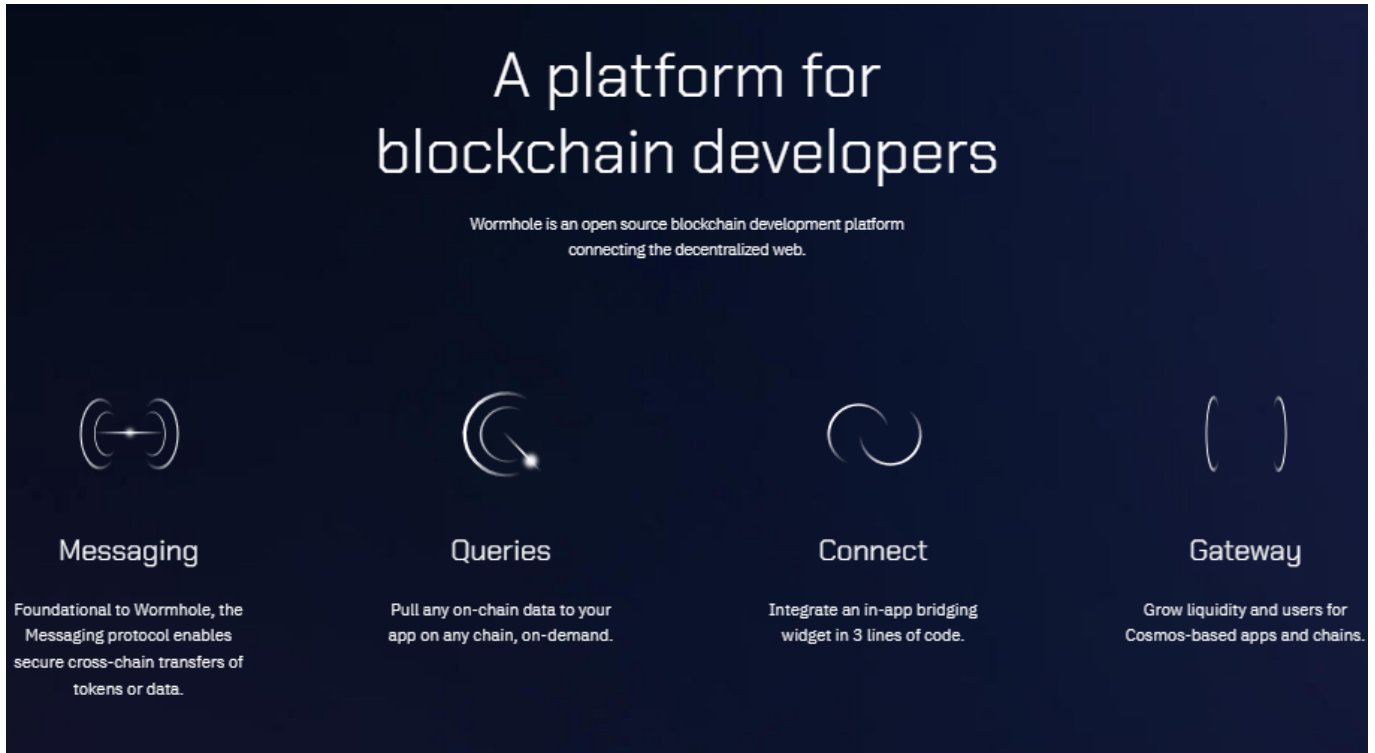 A platform for
blockchain developers
Wormhole is an open source blockchain development platform
connecting the decentralized web.
Messaging
Foundational to Wormhole, the
Messaging protocol enables
secure cross-chain transfers of
tokens or data.
Queries
Pull any on-chain data to your
app on any chain, on-demand.
Connect
Integrate an in-app bridging
widget in 3 lines of code.
Gateway
Grow liquidity and users for
Cosmos-based apps and chains.